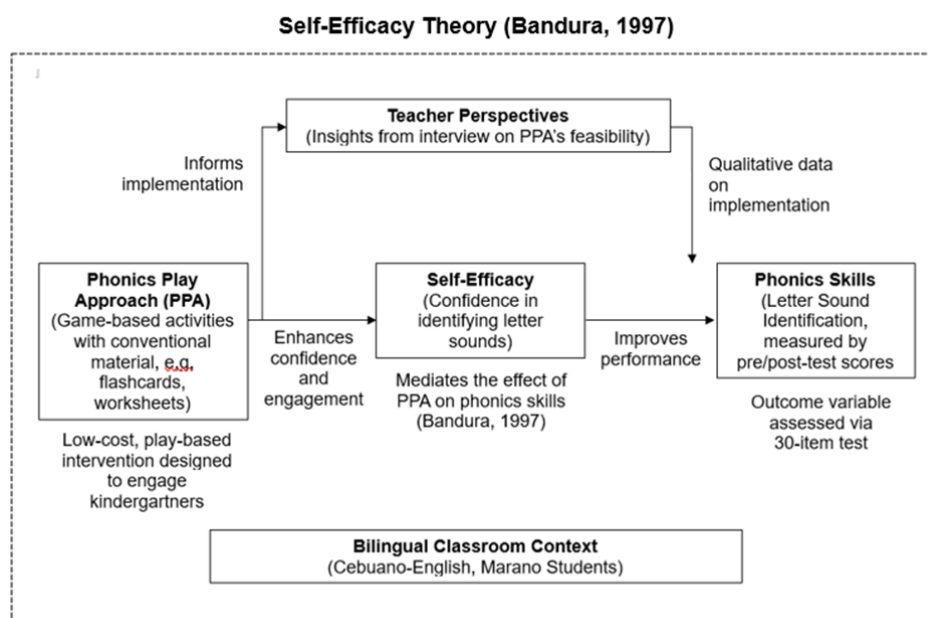 Self-Efficacy Theory (Bandura, 1997)
Teacher Perspectives
(Insights from interview on PPA's feasibility)
Informs
implementation
Qualitative data
on
implementation
Phonics Play
Approach (PPA)
(Game-based activities
with conventional
material, e.g,
flashcards,
worksheets)
Low-cost, play-based
intervention designed
to engage
kindergartners
Enhances
confidence
and
engagement
Self-Efficacy
(Confidence in
identifying letter
sounds)
Mediates the effect of
PPA on phonics skills
(Bandura, 1997)
Improves
performance
Phonics Skills
(Letter Sound
Identification,
measured by
pre/post-test scores
Outcome variable
assessed via
30-item test
Bilingual Classroom Context
(Cebuano-English, Marano Students)